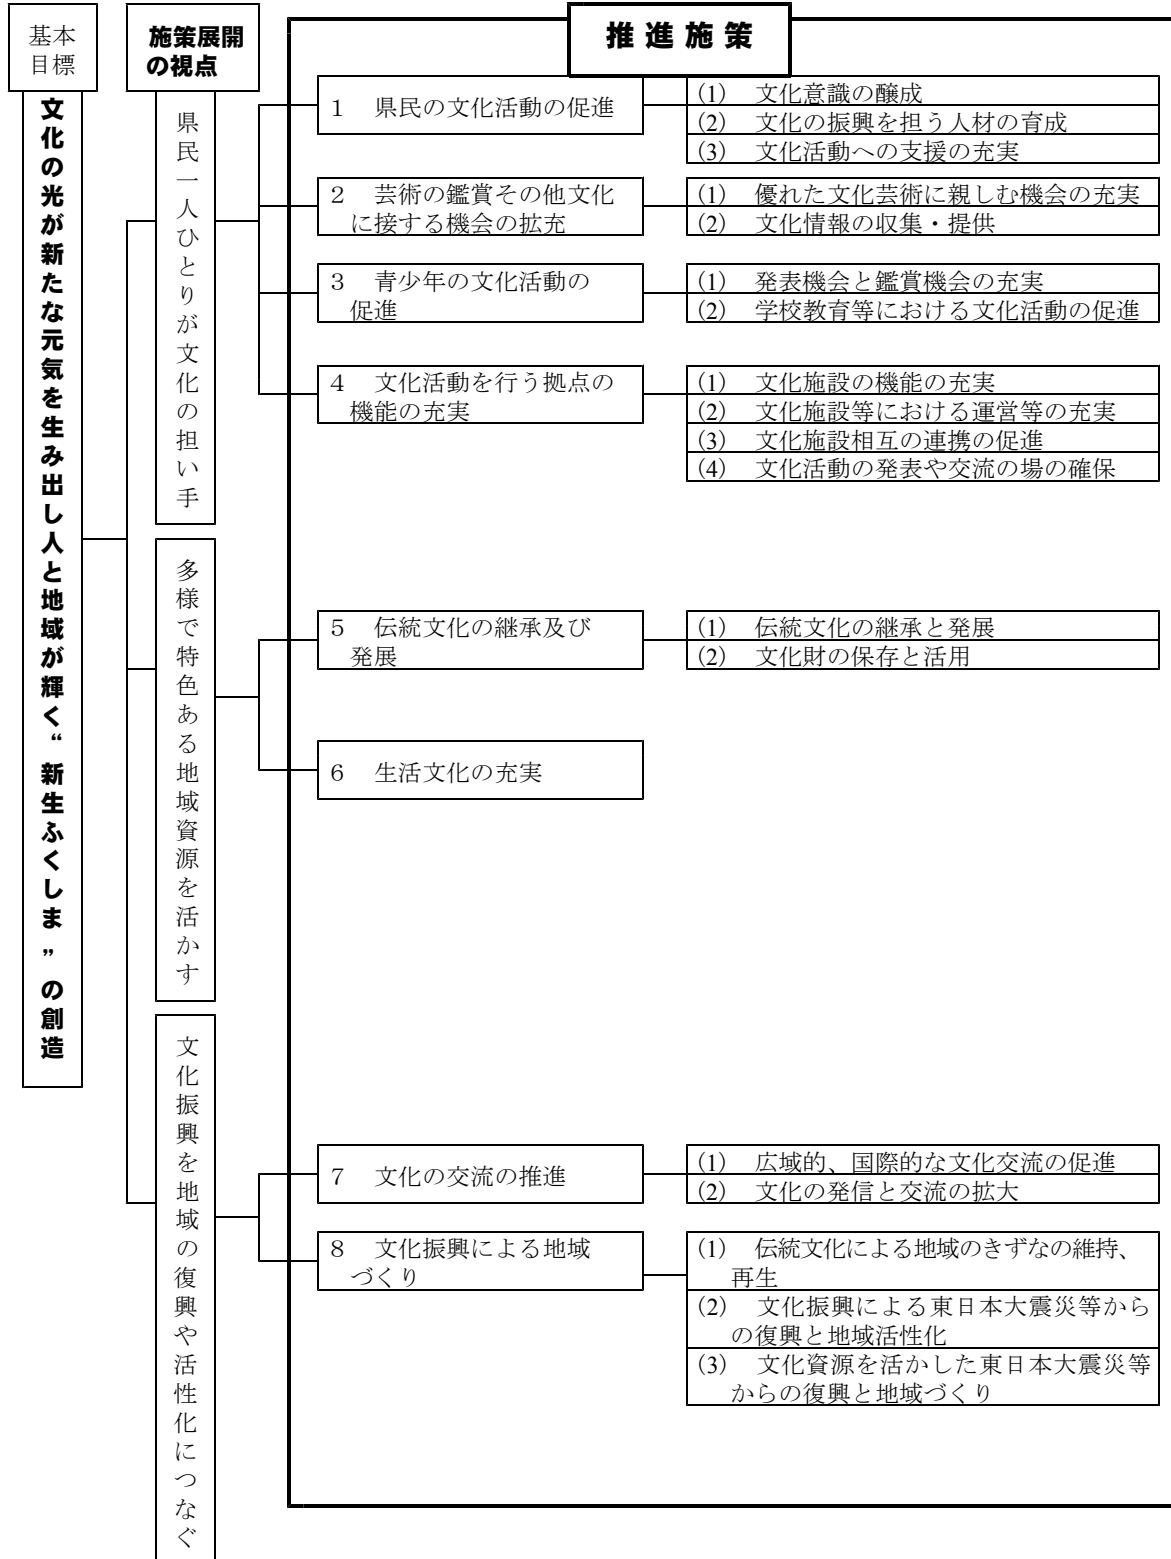 基本
目標
文化の光が新たな元気を生み出し人と地域が輝く“新生ふくしま”の創造
施策展開
の視点
推進施策
県民一人ひとりが文化の担い手
1 県民の文化活動の促進
(1) 文化意識の醸成
(2) 文化の振興を担う人材の育成
(3) 文化活動への支援の充実
2 芸術の鑑賞その他文化
に接する機会の拡充
(1) 優れた文化芸術に親しむ機会の充実
(2) 文化情報の収集・提供
3 青少年の文化活動の
促進
(1) 発表機会と鑑賞機会の充実
(2) 学校教育等における文化活動の促進
4 文化活動を行う拠点の
機能の充実
(1) 文化施設の機能の充実
(2) 文化施設等における運営等の充実
(3) 文化施設相互の連携の促進
(4) 文化活動の発表や交流の場の確保
多様で特色ある地域資源を活かす
5 伝統文化の継承及び
発展
(1) 伝統文化の継承と発展
(2) 文化財の保存と活用
6 生活文化の充実
文化振興を地域の復興や活性化につなぐ
7 文化の交流の推進
(1) 広域的、国際的な文化交流の促進
(2) 文化の発信と交流の拡大
8 文化振興による地域
づくり
(1) 伝統文化による地域のきずなの維持、
再生
(2) 文化振興による東日本大震災等から
の復興と地域活性化
(3) 文化資源を活かした東日本大震災等
からの復興と地域づくり